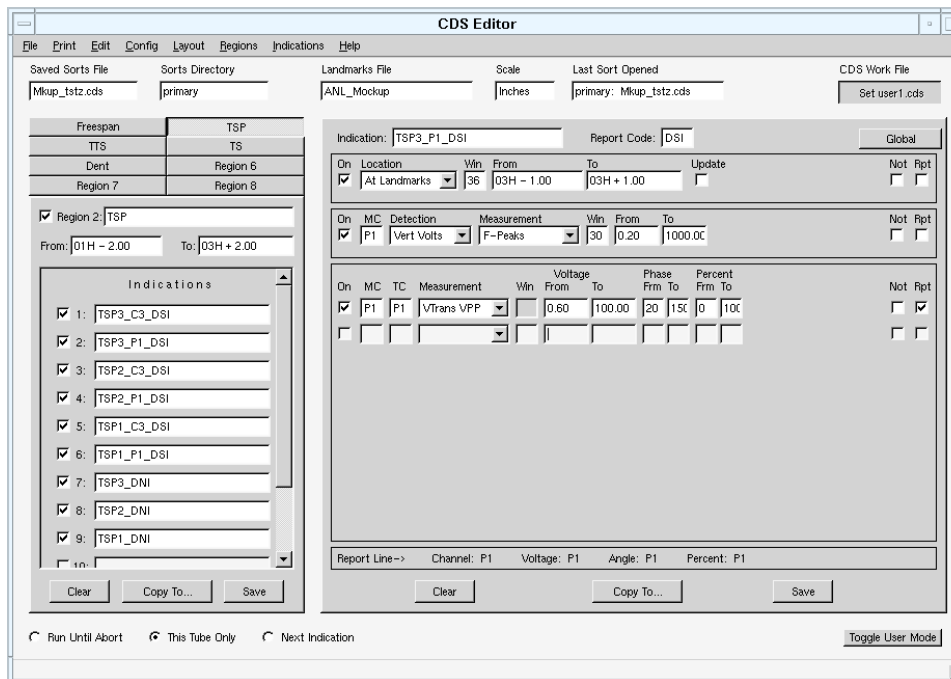 CDS Editor
File Print Edit Config Layout Regions Indications Help
Saved Sorts File Sorts Directory Landmarks File Scale Last Sort Opened CDS Work File
Mkup_tstz.cds primary ANL_Mockup Inches primary: Mkup_tstz.cds Set user1.cds
Freespan TSP
TTS TS
Dent Region 6
Region 7 Region 8
Region 2: TSP
From: 01H - 2.00 To: 03H + 2.00
Indications
1: TSP3_C3_DSI
2: TSP3_P1_DSI
3: TSP2_C3_DSI
4: TSP2_P1_DSI
5: TSP1_C3_DSI
6: TSP1_P1_DSI
7: TSP3_DNI
8: TSP2_DNI
9: TSP1_DNI
10:
Clear Copy To... Save
Indication: TSP3_P1_DSI Report Code: DSI Global
On Location Win From To Update Not Rpt
At Landmarks 36 03H - 1.00 03H + 1.00
On MC Detection Measurement Win From To Not Rpt
P1 Vert Volts F-Peaks 30 0.20 1000.00
Voltage Phase Percent
On MC TC Measurement Win From To Frm To Frm To Not Rpt
P1 P1 VTrans VPP 0.60 100.00 20 150 0 100
Report Line-> Channel: P1 Voltage: P1 Angle: P1 Percent: P1
Clear Copy To... Save
Run Until Abort This Tube Only Next Indication Toggle User Mode